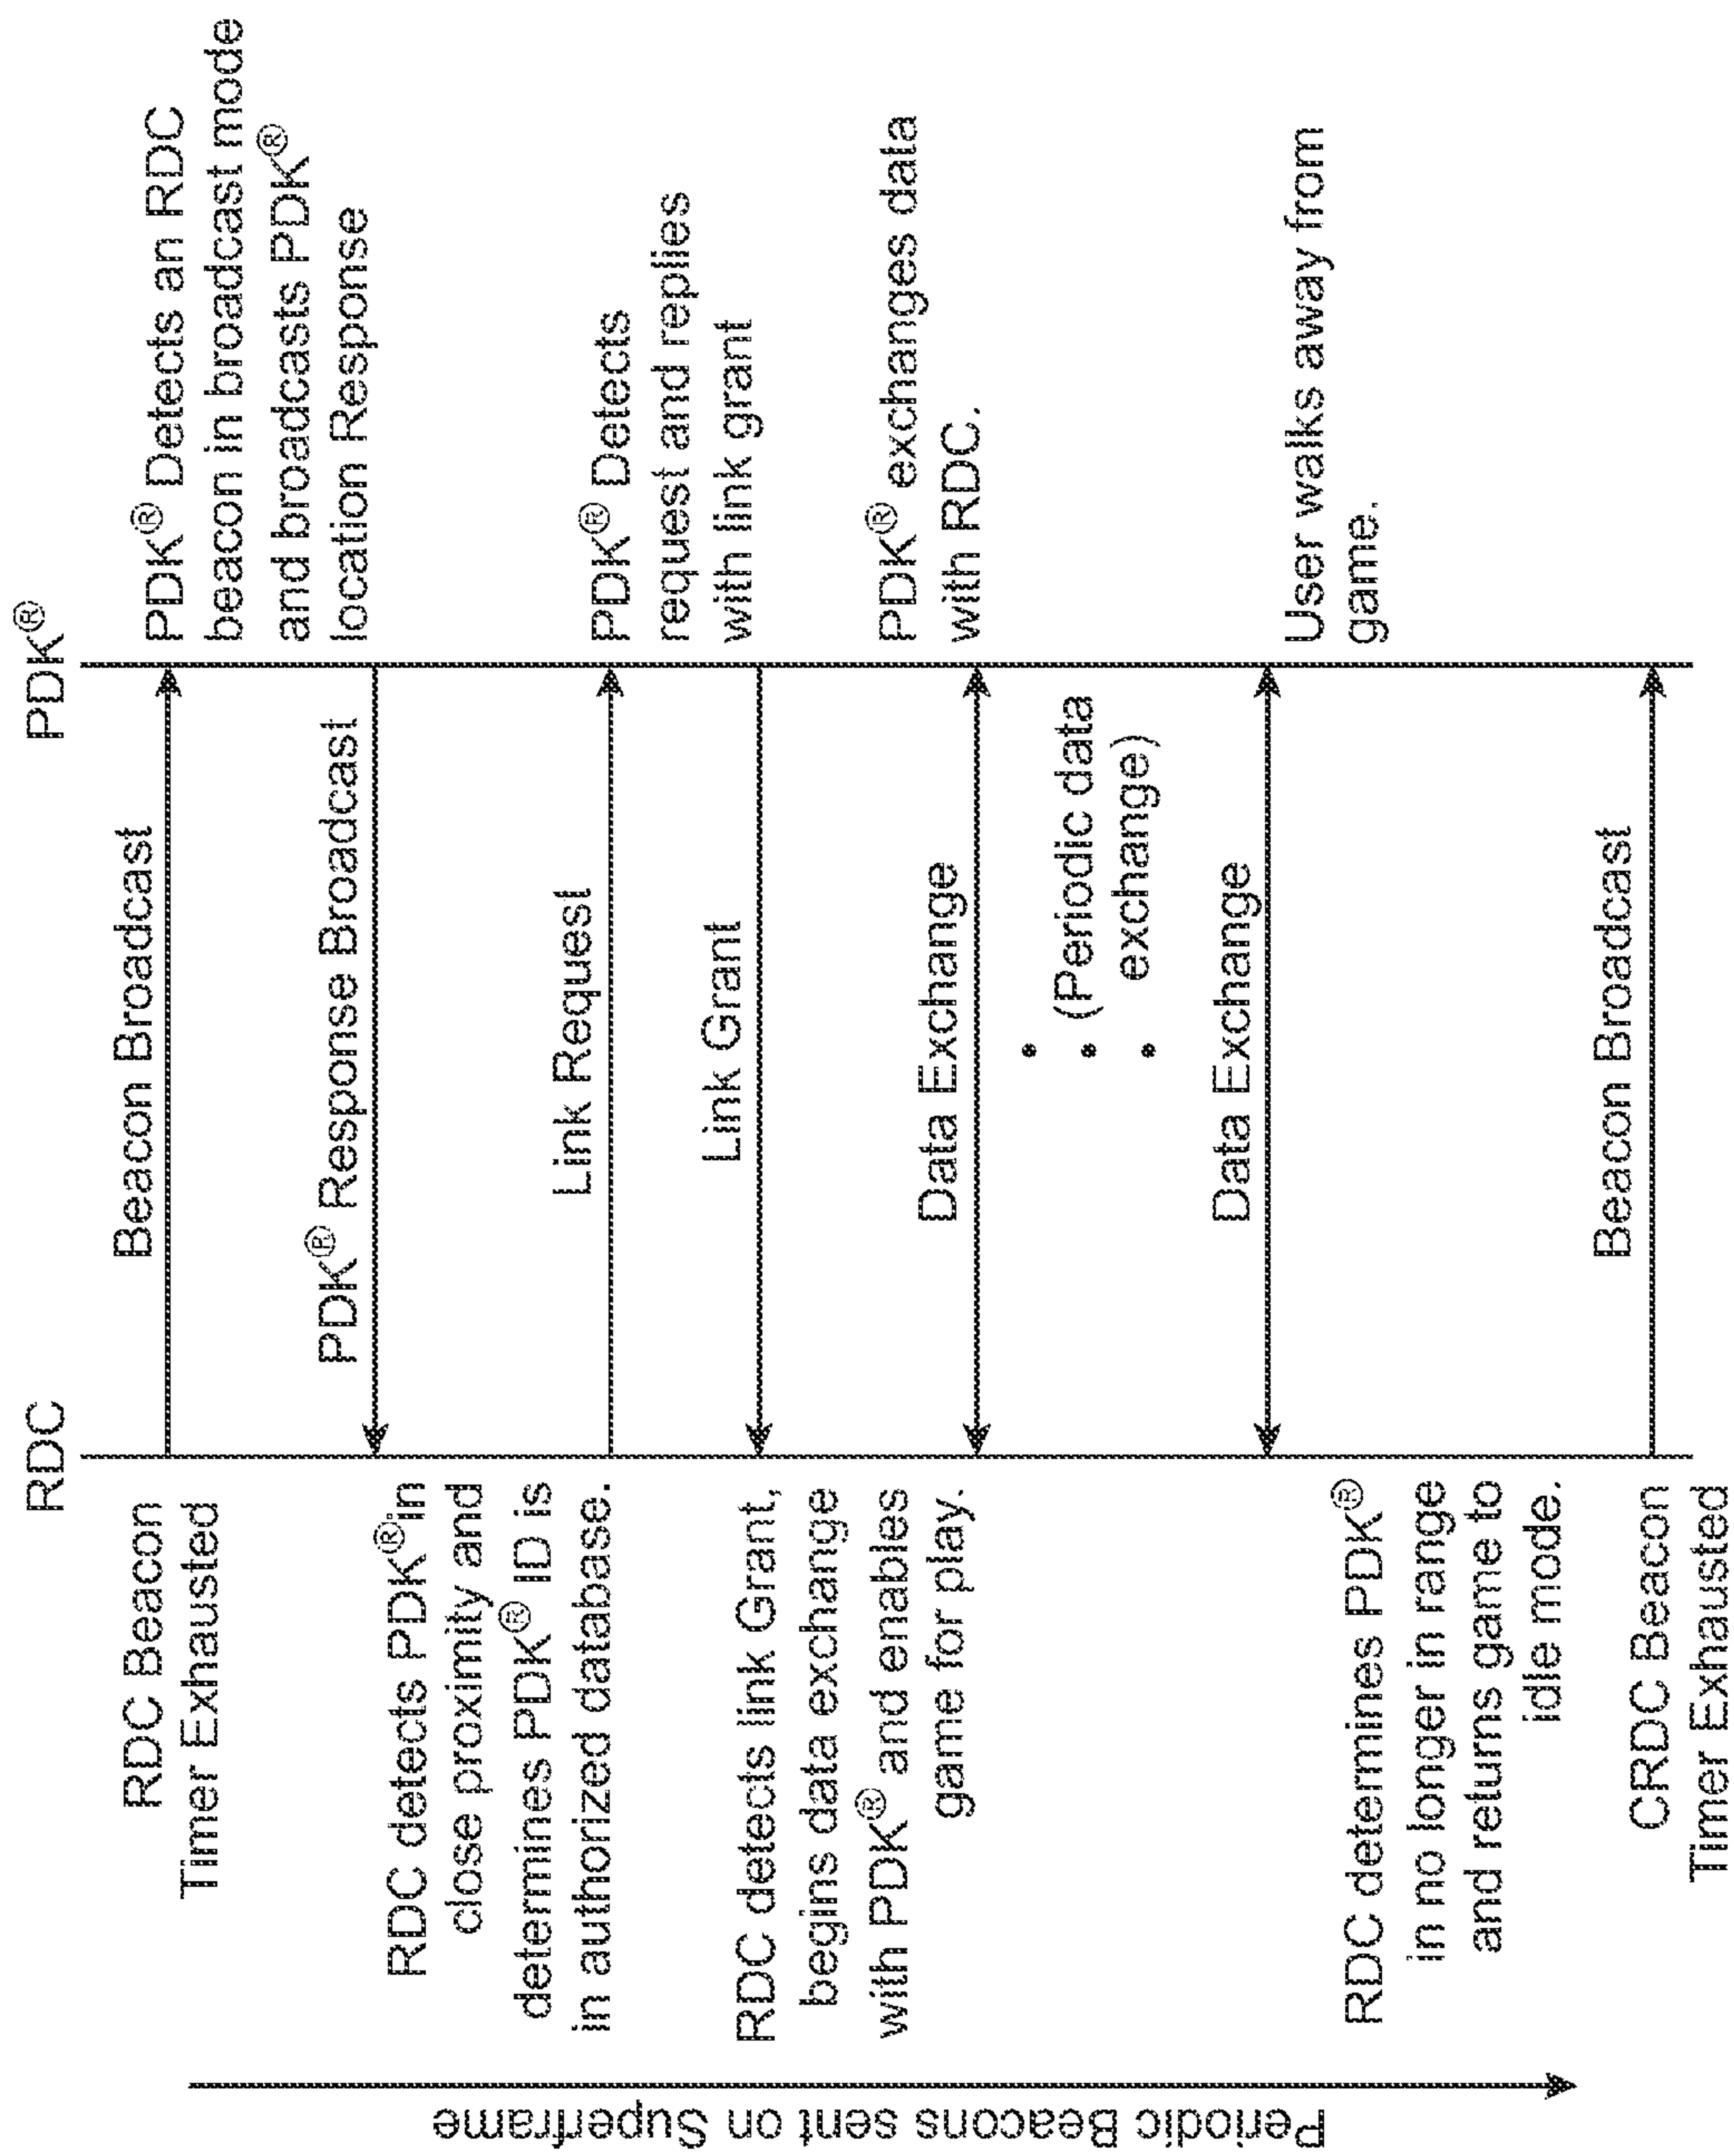 RDC
PDK®
RDC Beacon
Timer Exhausted
Beacon Broadcast
PDK® Detects an RDC
beacon in broadcast mode
and broadcasts PDK®
location Response
PDK® Response Broadcast
RDC detects PDK® in
close proximity and
determines PDK® ID is
in authorized database.
Link Request
PDK® Detects
request and replies
with link grant
Link Grant
RDC detects link Grant,
begins data exchange
with PDK® and enables
game for play.
Data Exchange
PDK® exchanges data
with RDC.
(Periodic data
exchange)
Data Exchange
User walks away from
game.
RDC determines PDK®
in no longer in range
and returns game to
idle mode.
CRDC Beacon
Timer Exhausted
Beacon Broadcast
Periodic Beacons sent on Superframe